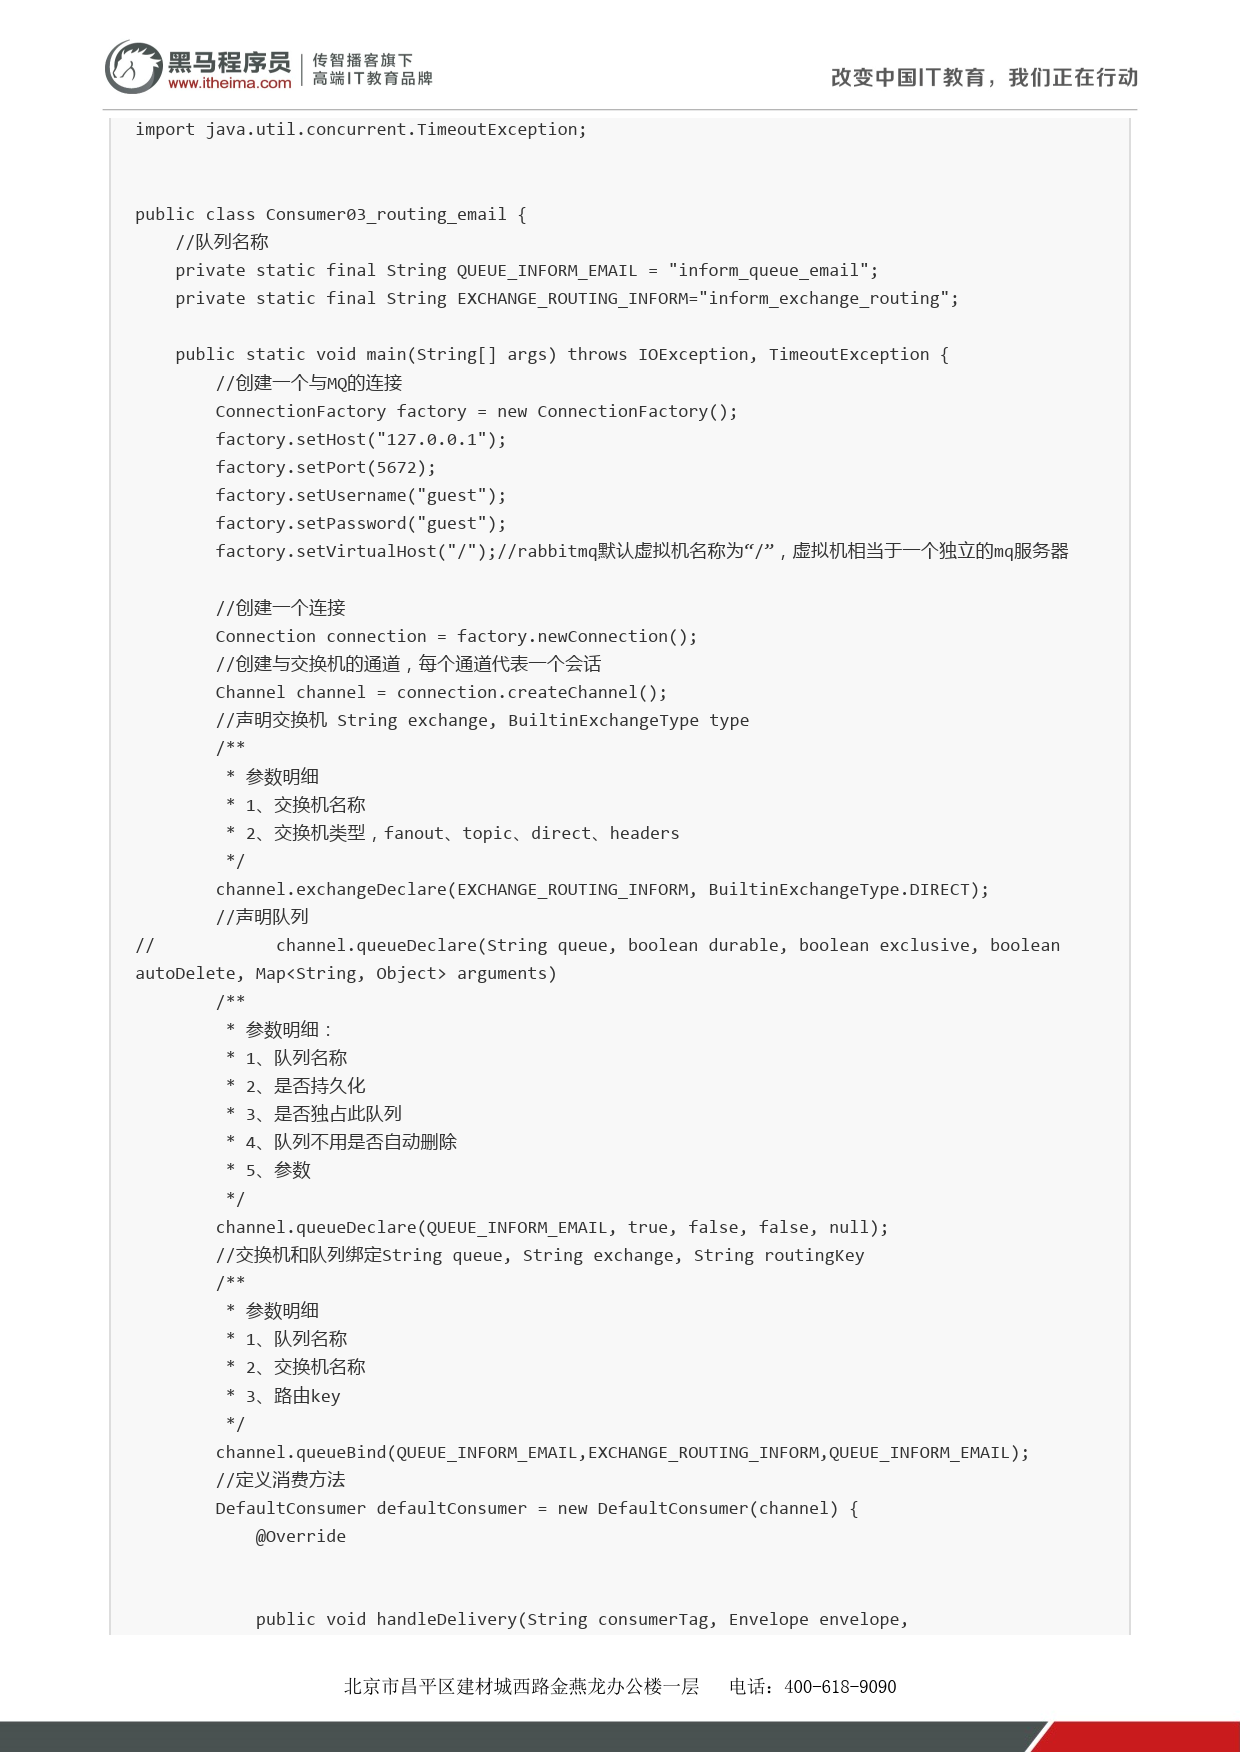 黑马程序员
www.itheima.com
传智播客旗下
高端IT教育品牌
改变中国IT教育，我们正在行动
import java.util.concurrent.TimeoutException;
public class Consumer03_routing_email {
    //队列名称
    private static final String QUEUE_INFORM_EMAIL = "inform_queue_email";
    private static final String EXCHANGE_ROUTING_INFORM="inform_exchange_routing";
    public static void main(String[] args) throws IOException, TimeoutException {
        //创建一个与MQ的连接
        ConnectionFactory factory = new ConnectionFactory();
        factory.setHost("127.0.0.1");
        factory.setPort(5672);
        factory.setUsername("guest");
        factory.setPassword("guest");
        factory.setVirtualHost("/");//rabbitmq默认虚拟机名称为“/”，虚拟机相当于一个独立的mq服务器
        //创建一个连接
        Connection connection = factory.newConnection();
        //创建与交换机的通道，每个通道代表一个会话
        Channel channel = connection.createChannel();
        //声明交换机 String exchange, BuiltinExchangeType type
        /**
         * 参数明细
         * 1、交换机名称
         * 2、交换机类型，fanout、topic、direct、headers
         */
        channel.exchangeDeclare(EXCHANGE_ROUTING_INFORM, BuiltinExchangeType.DIRECT);
        //声明队列
//            channel.queueDeclare(String queue, boolean durable, boolean exclusive, boolean
autoDelete, Map<String, Object> arguments)
        /**
         * 参数明细：
         * 1、队列名称
         * 2、是否持久化
         * 3、是否独占此队列
         * 4、队列不用是否自动删除
         * 5、参数
         */
        channel.queueDeclare(QUEUE_INFORM_EMAIL, true, false, false, null);
        //交换机和队列绑定String queue, String exchange, String routingKey
        /**
         * 参数明细
         * 1、队列名称
         * 2、交换机名称
         * 3、路由key
         */
        channel.queueBind(QUEUE_INFORM_EMAIL,EXCHANGE_ROUTING_INFORM,QUEUE_INFORM_EMAIL);
        //定义消费方法
        DefaultConsumer defaultConsumer = new DefaultConsumer(channel) {
            @Override
            public void handleDelivery(String consumerTag, Envelope envelope,
北京市昌平区建材城西路金燕龙办公楼一层 电话：400-618-9090